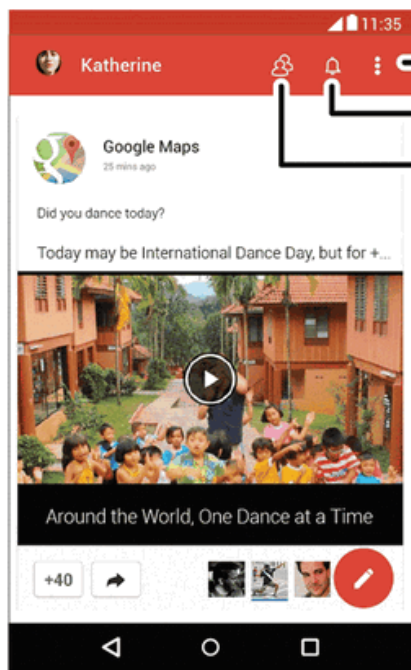 11:35
Katherine
Google Maps
25 mins ago
Did you dance today?
Today may be International Dance Day, but for +...
Around the World, One Dance at a Time
+40